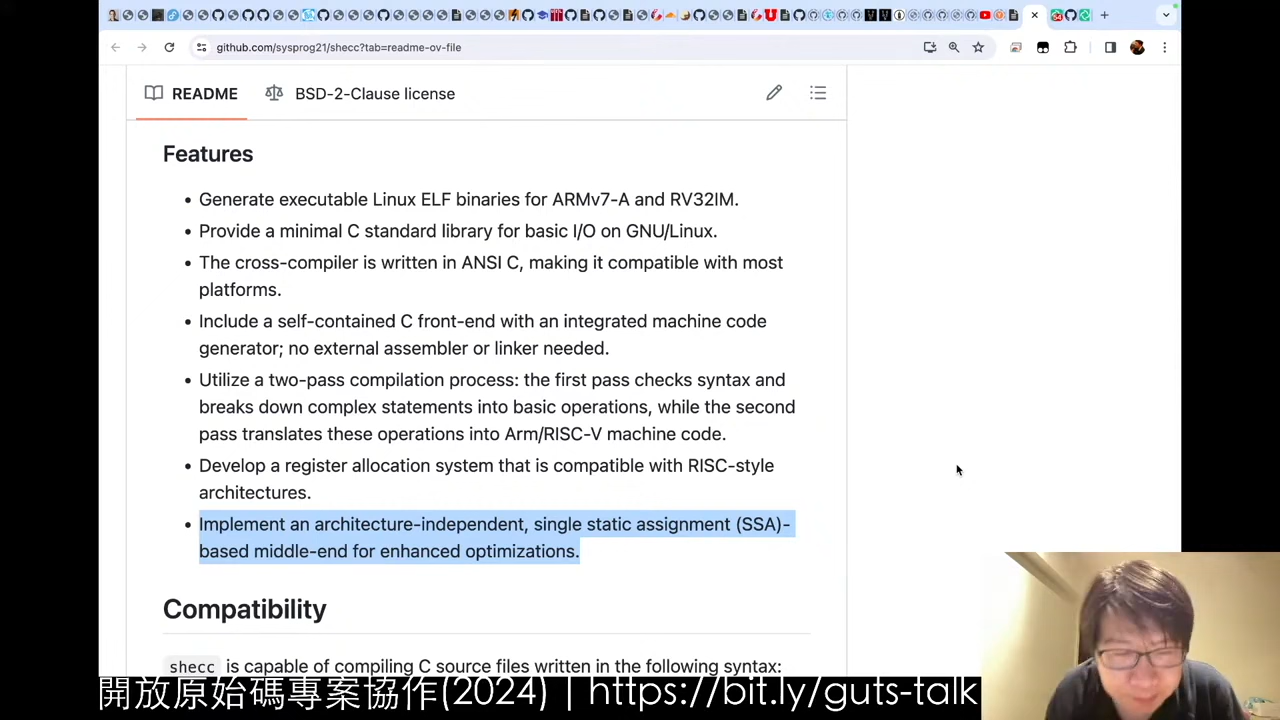 github.com/sysprog21/shecc?tab=readme-ov-file
README
BSD-2-Clause license
Features
• Generate executable Linux ELF binaries for ARMv7-A and RV32IM.
• Provide a minimal C standard library for basic I/O on GNU/Linux.
• The cross-compiler is written in ANSI C, making it compatible with most
platforms.
• Include a self-contained C front-end with an integrated machine code
generator; no external assembler or linker needed.
• Utilize a two-pass compilation process: the first pass checks syntax and
breaks down complex statements into basic operations, while the second
pass translates these operations into Arm/RISC-V machine code.
• Develop a register allocation system that is compatible with RISC-style
architectures.
• Implement an architecture-independent, single static assignment (SSA)-
based middle-end for enhanced optimizations.
Compatibility
shecc is capable of compiling C source files written in the following syntax:
開放原始碼專案協作(2024) | https://bit.ly/guts-talk